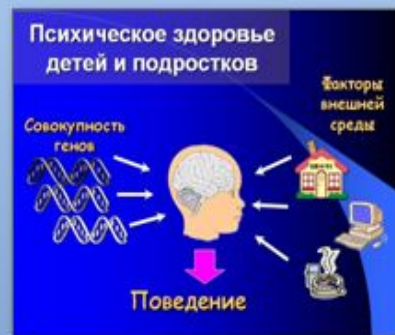 Психическое здоровье
детей и подростков
Факторы
внешней
среды
Совокупность
генов
Поведение